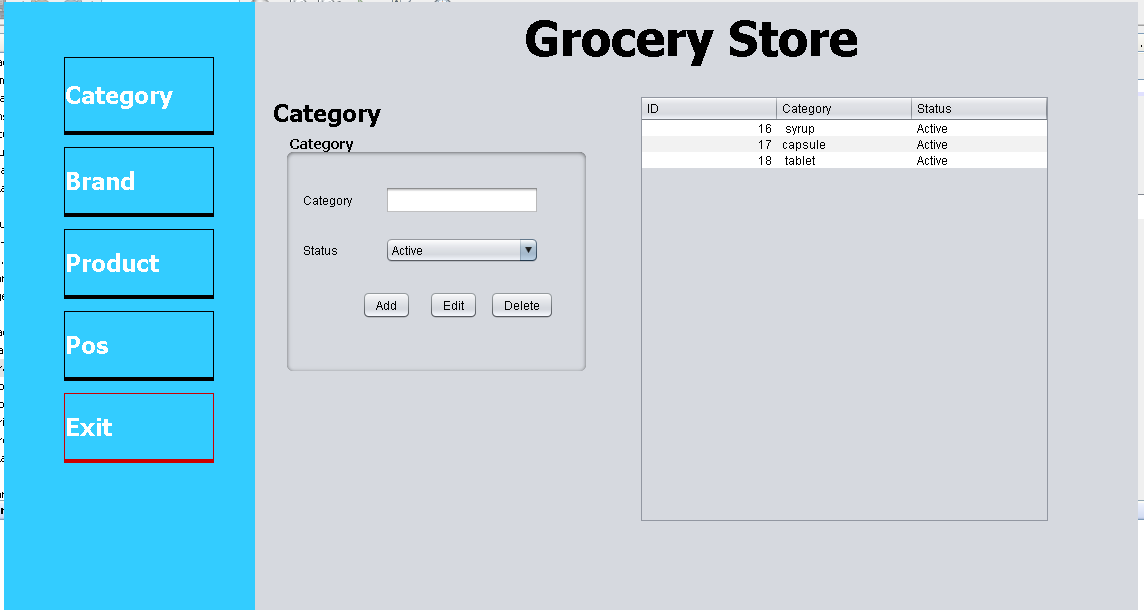 Grocery Store
Category
Brand
Product
Pos
Exit
Category
Category
Category
Status Active
Add Edit Delete
ID Category Status
16 syrup Active
17 capsule Active
18 tablet Active